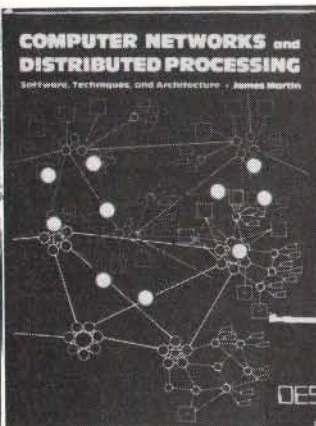 COMPUTER NETWORKS and
DISTRIBUTED PROCESSING
Software, Techniques, and Architecture • James Martin
DES